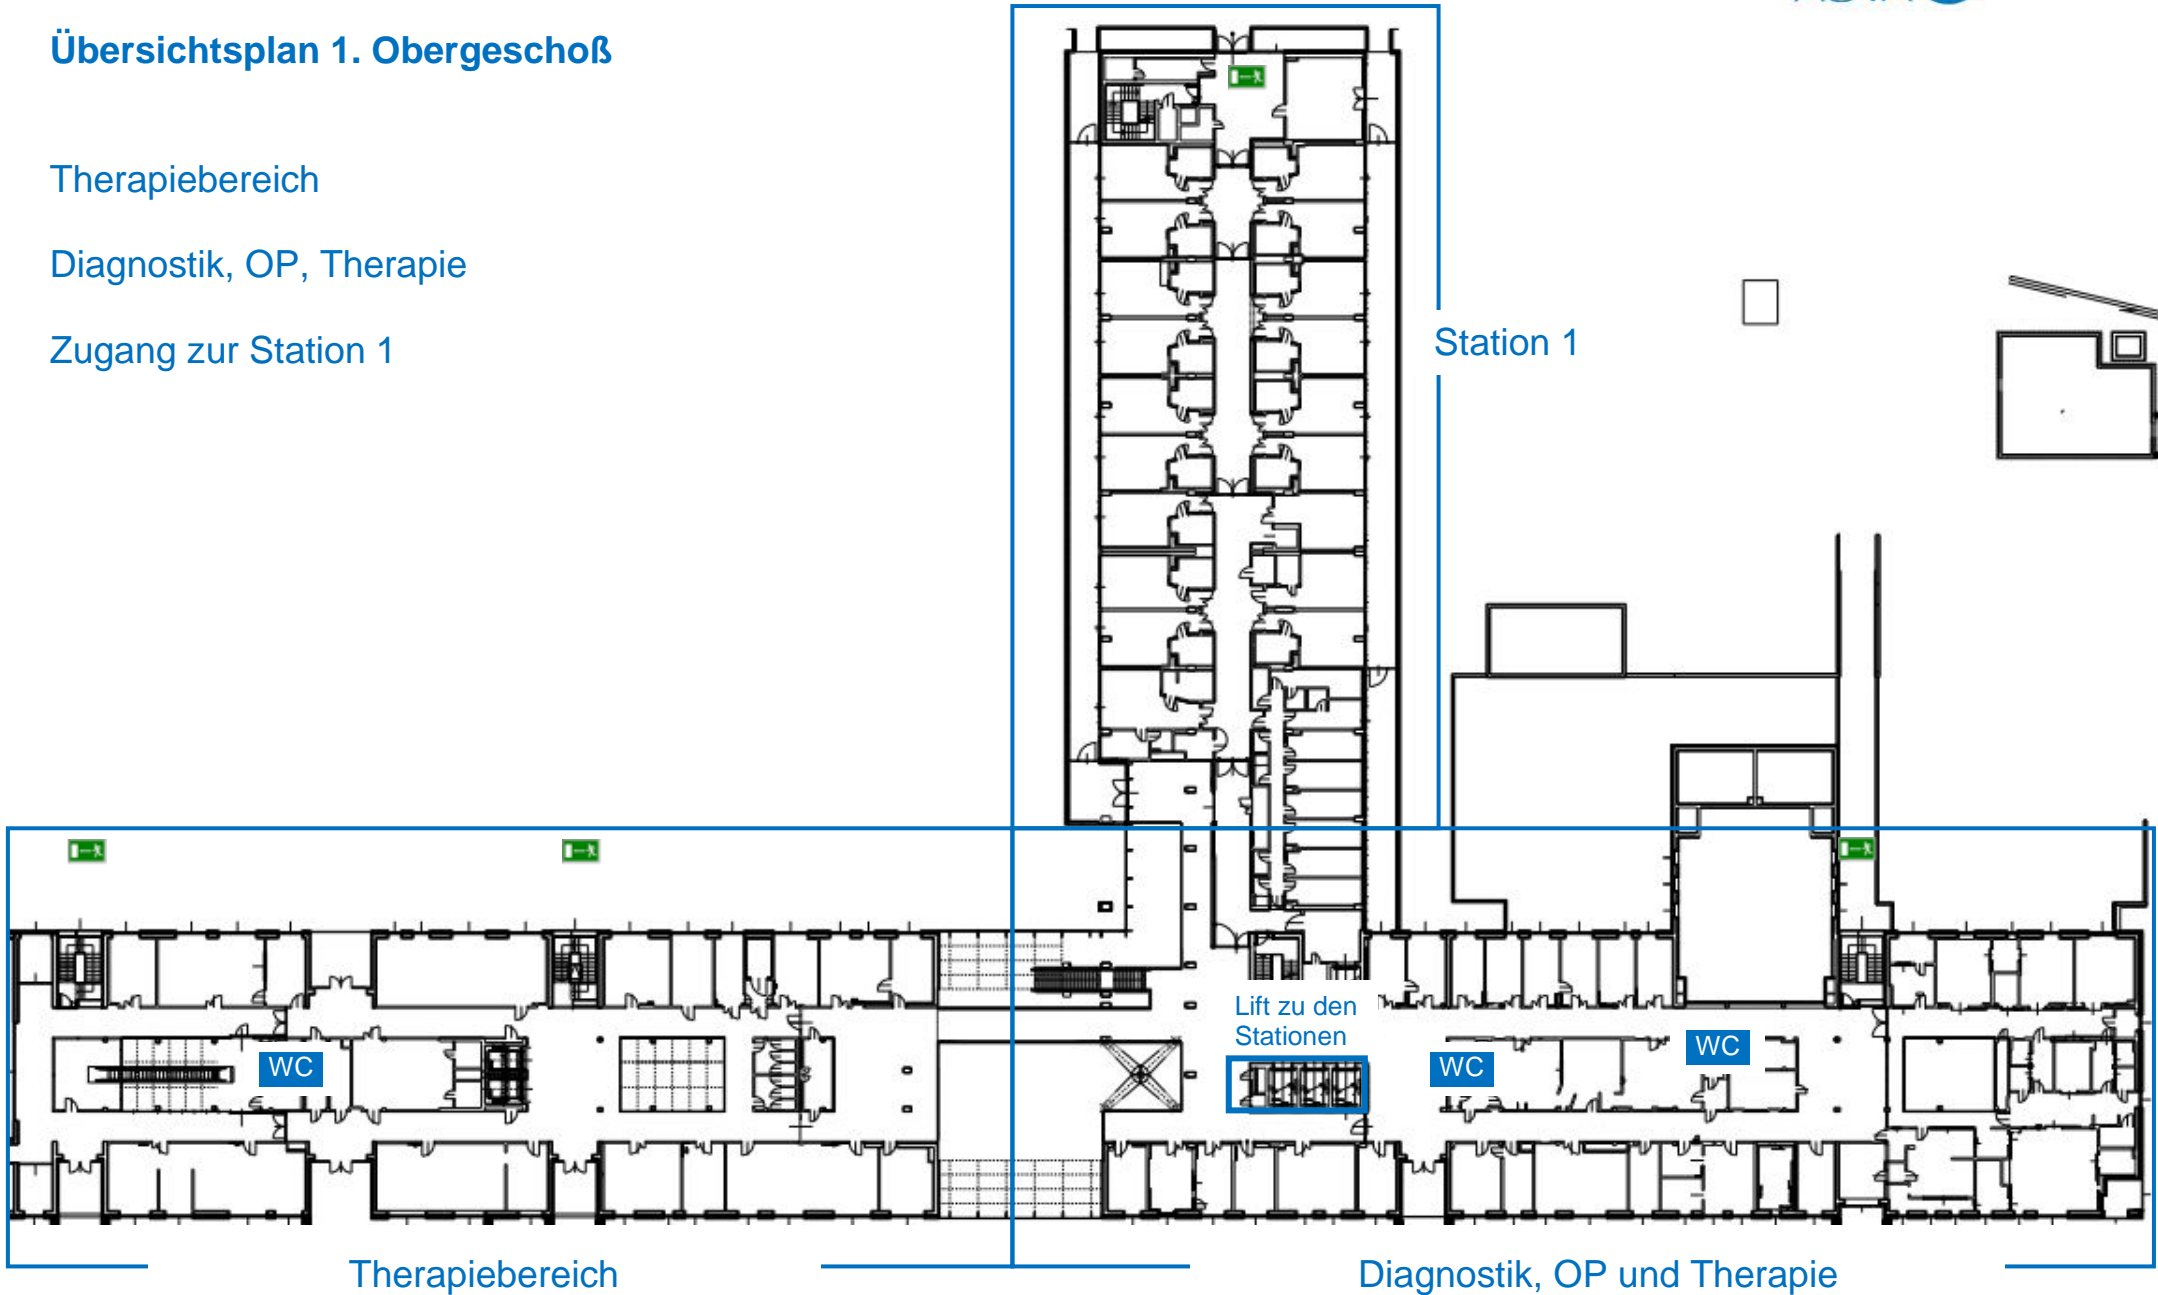 Übersichtsplan 1. Obergeschoß
Therapiebereich
Diagnostik, OP, Therapie
Zugang zur Station 1
Station 1
Lift zu den
Stationen
WC
WC
WC
Therapiebereich
Diagnostik, OP und Therapie